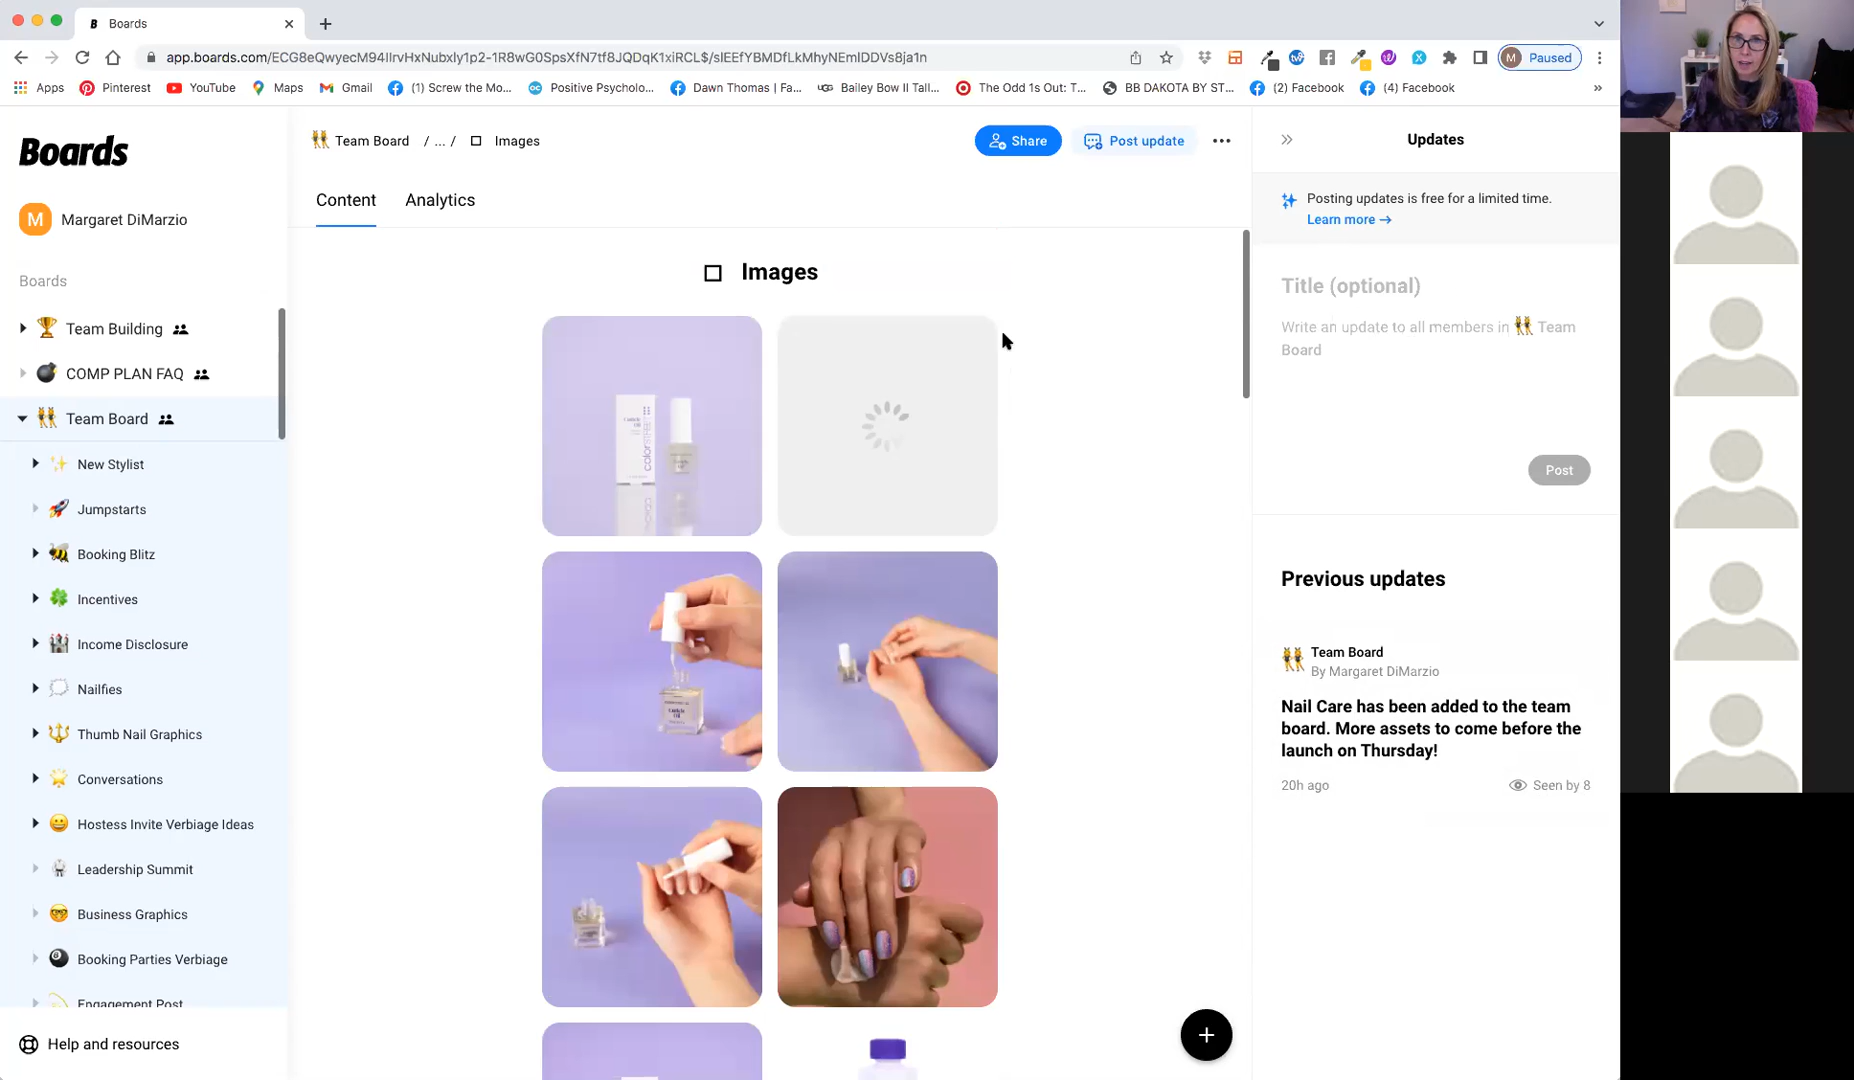 B Boards
app.boards.com/ECG8eQwyecM94IlrvHxNubxly1p2-1R8wG0SpsXfN7tf8JQDqK1xiRCL$/slEEfYBMDfLkMhyNEmIDDVs8ja1n
M Paused
Apps Pinterest YouTube Maps Gmail (1) Screw the Mo... Positive Psycholo... Dawn Thomas | Fa... Bailey Bow II Tall... The Odd 1s Out: T... BB DAKOTA BY ST... (2) Facebook (4) Facebook
Boards
M Margaret DiMarzio
Boards
Team Building
COMP PLAN FAQ
Team Board
New Stylist
Jumpstarts
Booking Blitz
Incentives
Income Disclosure
Nailfies
Thumb Nail Graphics
Conversations
Hostess Invite Verbiage Ideas
Leadership Summit
Business Graphics
Booking Parties Verbiage
Engagement Post
Help and resources
Team Board / ... / Images
Share
Post update
Content Analytics
Images
colorstreet
Updates
Posting updates is free for a limited time.
Learn more →
Title (optional)
Write an update to all members in Team
Board
Post
Previous updates
Team Board
By Margaret DiMarzio
Nail Care has been added to the team
board. More assets to come before the
launch on Thursday!
20h ago
Seen by 8